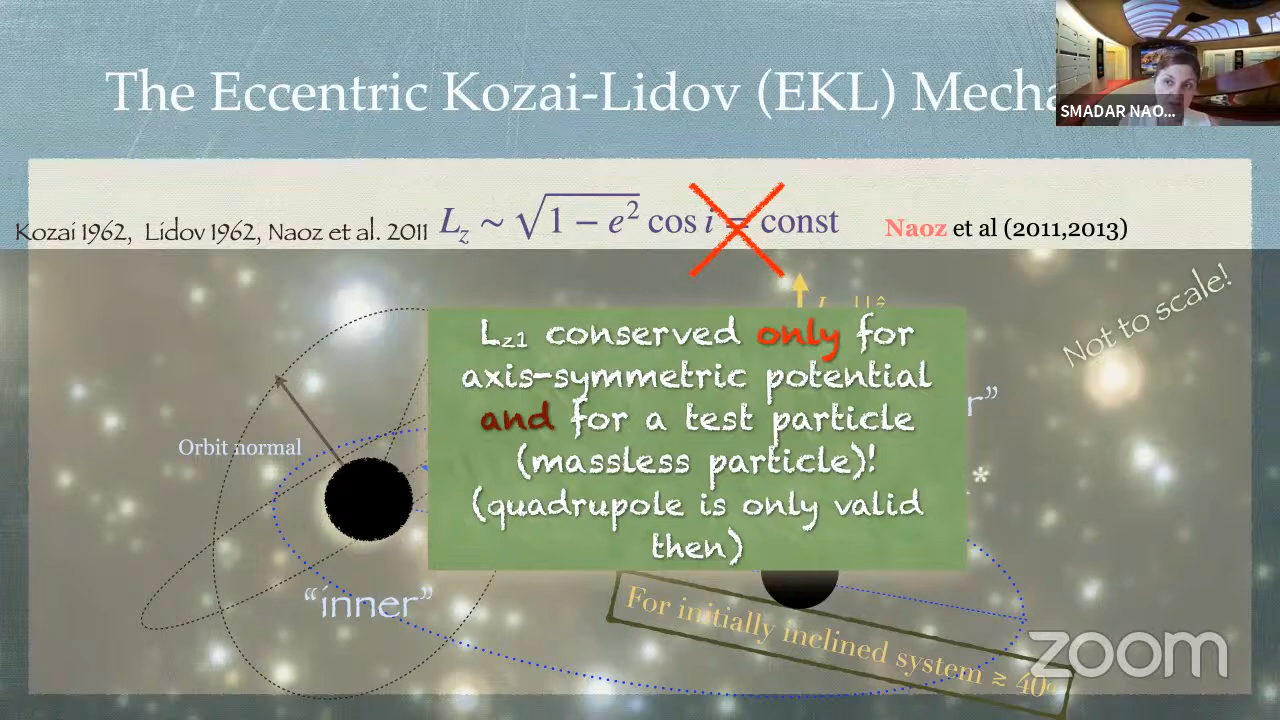 The Eccentric Kozai-Lidov (EKL) Mecha
SMADAR NAO...
Kozai 1962, Lidov 1962, Naoz et al. 2011
L_z ~ √(1 − e²) cos i = const
Naoz et al (2011,2013)
Not to scale!
L_{z1} conserved only for
axis-symmetric potential
and for a test particle
(massless particle)!
(quadrupole is only valid
then)
r”
*
Orbit normal
“inner”
For initially inclined system ≳ 40°
zoom